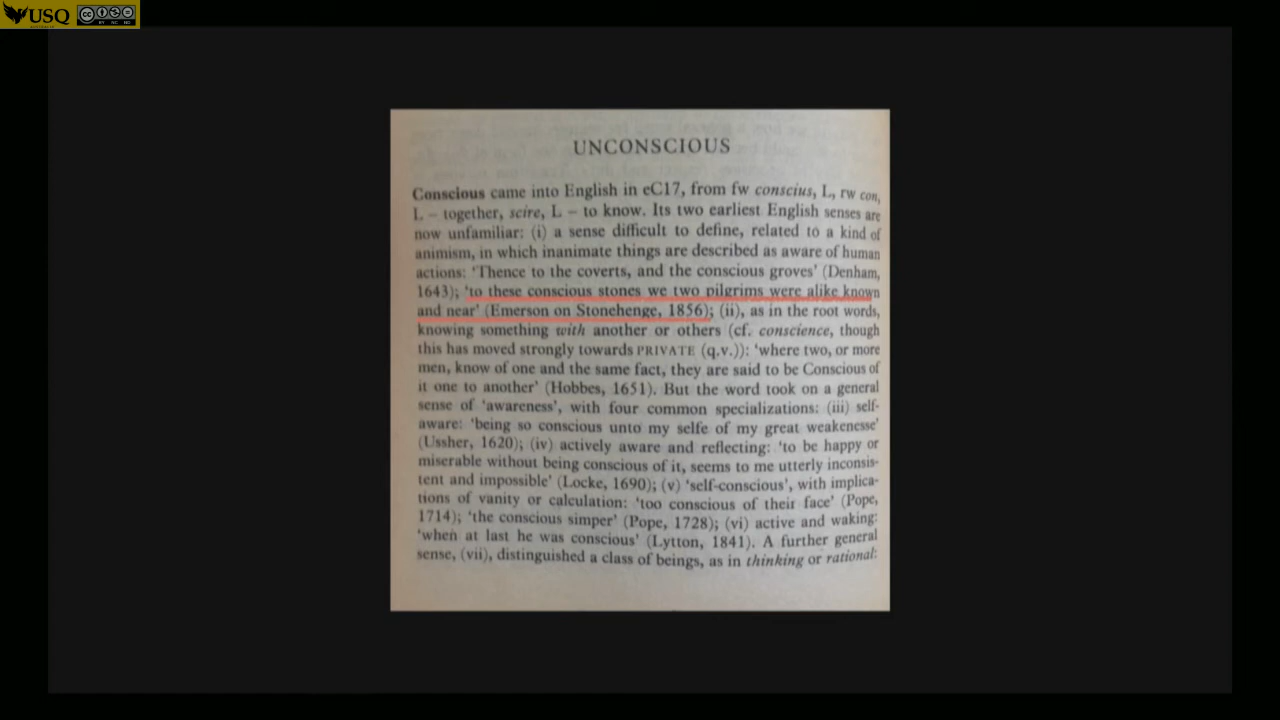 USQ
UNCONSCIOUS
Conscious came into English in eC17, from fw conscius, L, rw con,
L – together, scire, L – to know. Its two earliest English senses are
now unfamiliar: (i) a sense difficult to define, related to a kind of
animism, in which inanimate things are described as aware of human
actions: 'Thence to the coverts, and the conscious groves' (Denham,
1643); 'to these conscious stones we two pilgrims were alike known
and near' (Emerson on Stonehenge, 1856); (ii), as in the root words,
knowing something with another or others (cf. conscience, though
this has moved strongly towards PRIVATE (q.v.)): 'where two, or more
men, know of one and the same fact, they are said to be Conscious of
it one to another' (Hobbes, 1651). But the word took on a general
sense of 'awareness', with four common specializations: (iii) self-
aware: 'being so conscious unto my selfe of my great weakenesse'
(Ussher, 1620); (iv) actively aware and reflecting: 'to be happy or
miserable without being conscious of it, seems to me utterly inconsis-
tent and impossible' (Locke, 1690); (v) 'self-conscious', with implica-
tions of vanity or calculation: 'too conscious of their face' (Pope,
1714); 'the conscious simper' (Pope, 1728); (vi) active and waking:
'when at last he was conscious' (Lytton, 1841). A further general
sense, (vii), distinguished a class of beings, as in thinking or rational: